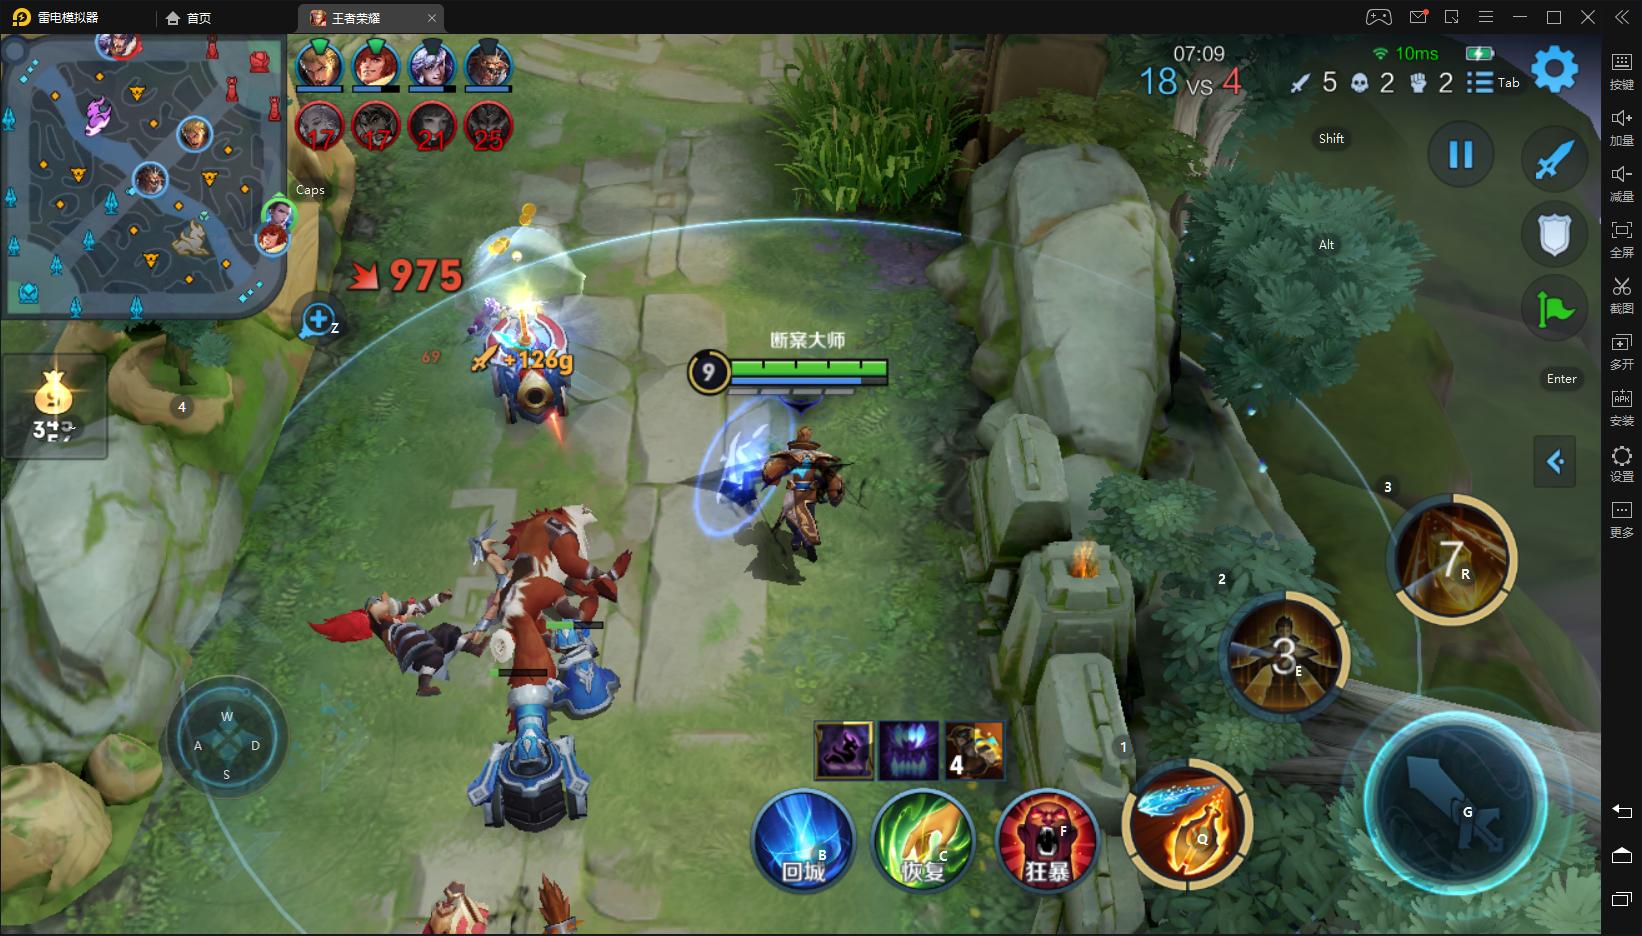 雷电模拟器
首页
王者荣耀
07:09
10ms
18 vs 4
5
2
2
Tab
17
17
21
25
Caps
Shift
Alt
Enter
975
Z
69
+126g
断案大师
9
4
W
A
D
S
3
7
R
2
3
E
1
4
B
回城
C
恢复
F
狂暴
Q
G
按键
加量
减量
全屏
截图
多开
APK
安装
设置
更多